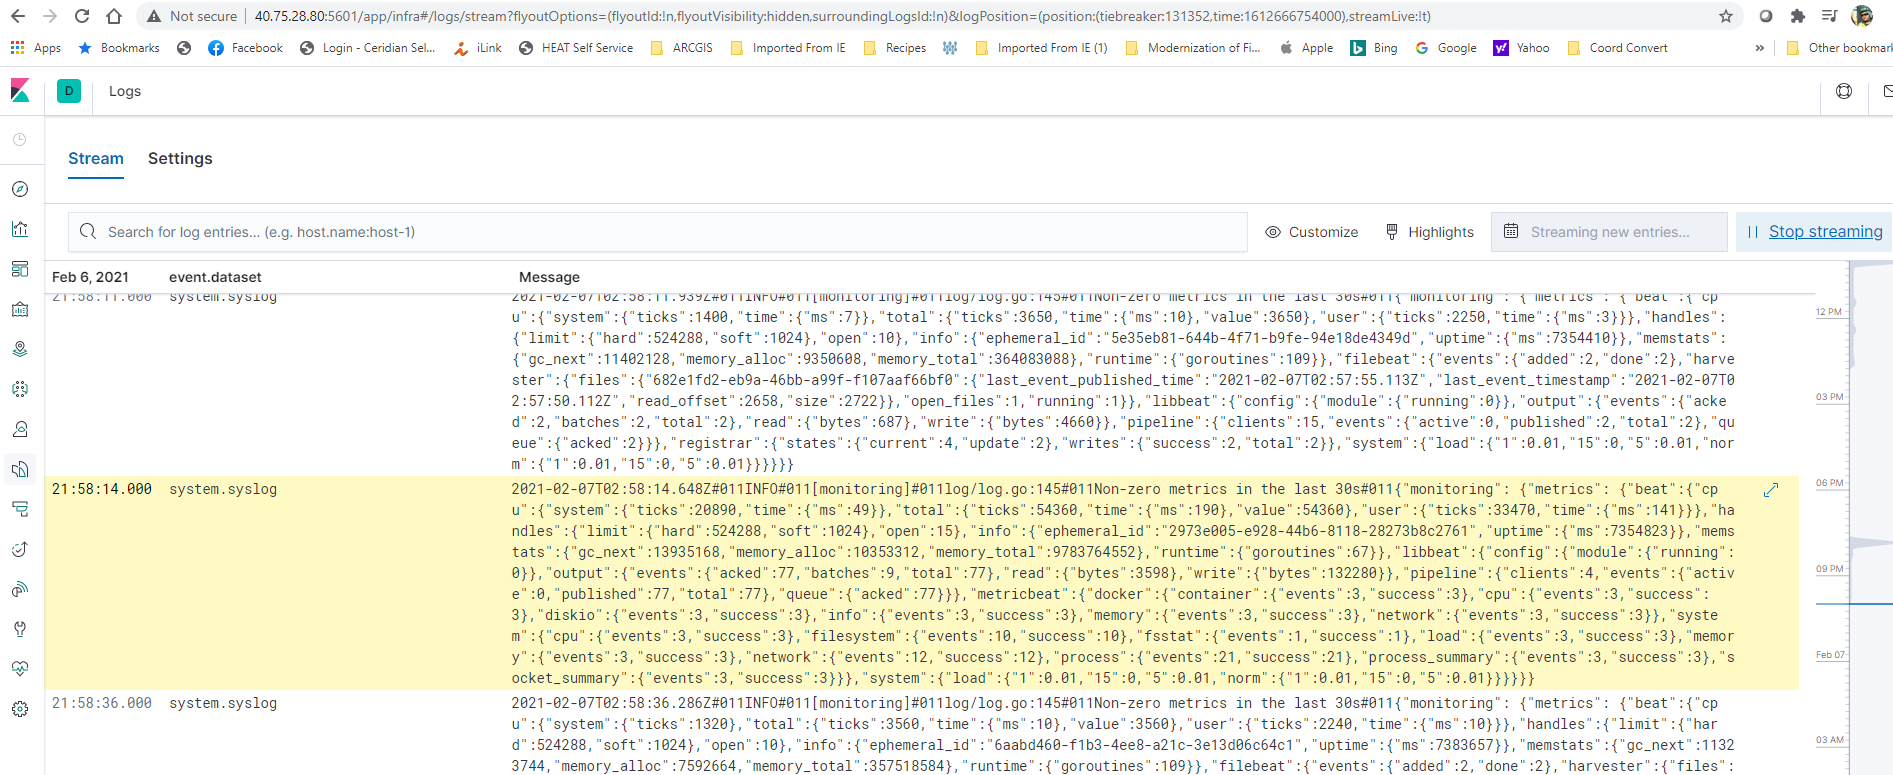 Not secure | 40.75.28.80:5601/app/infra#/logs/stream?flyoutOptions=(flyoutId:!n,flyoutVisibility:hidden,surroundingLogsId:!n)&logPosition=(position:(tiebreaker:131352,time:1612666754000),streamLive:!t)
Apps Bookmarks Facebook Login - Ceridian Sel... iLink HEAT Self Service ARCGIS Imported From IE Recipes Imported From IE (1) Modernization of Fi... Apple Bing Google Yahoo Coord Convert » Other bookmark
D Logs
Stream Settings
Search for log entries... (e.g. host.name:host-1) Customize Highlights Streaming new entries... Stop streaming
Feb 6, 2021 event.dataset Message
21:58:11.000 system.syslog 2021-02-07T02:58:11.939Z#011INFO#011[monitoring]#011log/log.go:145#011Non-zero metrics in the last 30s#011{"monitoring": {"metrics": {"beat":{"cp
u":{"system":{"ticks":1400,"time":{"ms":7}},"total":{"ticks":3650,"time":{"ms":10},"value":3650},"user":{"ticks":2250,"time":{"ms":3}}},"handles":
{"limit":{"hard":524288,"soft":1024},"open":10},"info":{"ephemeral_id":"5e35eb81-644b-4f71-b9fe-94e18de4349d","uptime":{"ms":7354410}},"memstats":
{"gc_next":11402128,"memory_alloc":9350608,"memory_total":364083088},"runtime":{"goroutines":109}},"filebeat":{"events":{"added":2,"done":2},"harve
ster":{"files":{"682e1fd2-eb9a-46bb-a99f-f107aaf66bf0":{"last_event_published_time":"2021-02-07T02:57:55.113Z","last_event_timestamp":"2021-02-07T0
2:57:50.112Z","read_offset":2658,"size":2722}},"open_files":1,"running":1}},"libbeat":{"config":{"module":{"running":0}},"output":{"events":{"acke
d":2,"batches":2,"total":2},"read":{"bytes":687},"write":{"bytes":4660}},"pipeline":{"clients":15,"events":{"active":0,"published":2,"total":2},"qu
eue":{"acked":2}}},"registrar":{"states":{"current":4,"update":2},"writes":{"success":2,"total":2}},"system":{"load":{"1":0.01,"15":0,"5":0.01,"nor
m":{"1":0.01,"15":0,"5":0.01}}}}}}
21:58:14.000 system.syslog 2021-02-07T02:58:14.648Z#011INFO#011[monitoring]#011log/log.go:145#011Non-zero metrics in the last 30s#011{"monitoring": {"metrics": {"beat":{"cp
u":{"system":{"ticks":20890,"time":{"ms":49}},"total":{"ticks":54360,"time":{"ms":190},"value":54360},"user":{"ticks":33470,"time":{"ms":141}}},"ha
ndles":{"limit":{"hard":524288,"soft":1024},"open":15},"info":{"ephemeral_id":"2973e005-e928-44b6-8118-28273b8c2761","uptime":{"ms":7354823}},"mems
tats":{"gc_next":13935168,"memory_alloc":10353312,"memory_total":9783764552},"runtime":{"goroutines":67}},"libbeat":{"config":{"module":{"running":
0}},"output":{"events":{"acked":77,"batches":9,"total":77},"read":{"bytes":3598},"write":{"bytes":132280}},"pipeline":{"clients":4,"events":{"activ
e":0,"published":77,"total":77},"queue":{"acked":77}}},"metricbeat":{"docker":{"container":{"events":3,"success":3},"cpu":{"events":3,"success":
3},"diskio":{"events":3,"success":3},"info":{"events":3,"success":3},"memory":{"events":3,"success":3},"network":{"events":3,"success":3}},"syste
m":{"cpu":{"events":3,"success":3},"filesystem":{"events":10,"success":10},"fsstat":{"events":1,"success":1},"load":{"events":3,"success":3},"memor
y":{"events":3,"success":3},"network":{"events":12,"success":12},"process":{"events":21,"success":21},"process_summary":{"events":3,"success":3},"s
ocket_summary":{"events":3,"success":3}}},"system":{"load":{"1":0.01,"15":0,"5":0.01,"norm":{"1":0.01,"15":0,"5":0.01}}}}}}
21:58:36.000 system.syslog 2021-02-07T02:58:36.286Z#011INFO#011[monitoring]#011log/log.go:145#011Non-zero metrics in the last 30s#011{"monitoring": {"metrics": {"beat":{"cp
u":{"system":{"ticks":1320},"total":{"ticks":3560,"time":{"ms":10},"value":3560},"user":{"ticks":2240,"time":{"ms":10}}},"handles":{"limit":{"har
d":524288,"soft":1024},"open":10},"info":{"ephemeral_id":"6aabd460-f1b3-4ee8-a21c-3e13d06c64c1","uptime":{"ms":7383657}},"memstats":{"gc_next":1132
3744,"memory_alloc":7592664,"memory_total":357518584},"runtime":{"goroutines":109}},"filebeat":{"events":{"added":2,"done":2},"harvester":{"files":
12 PM
03 PM
06 PM
09 PM
Feb 07
03 AM